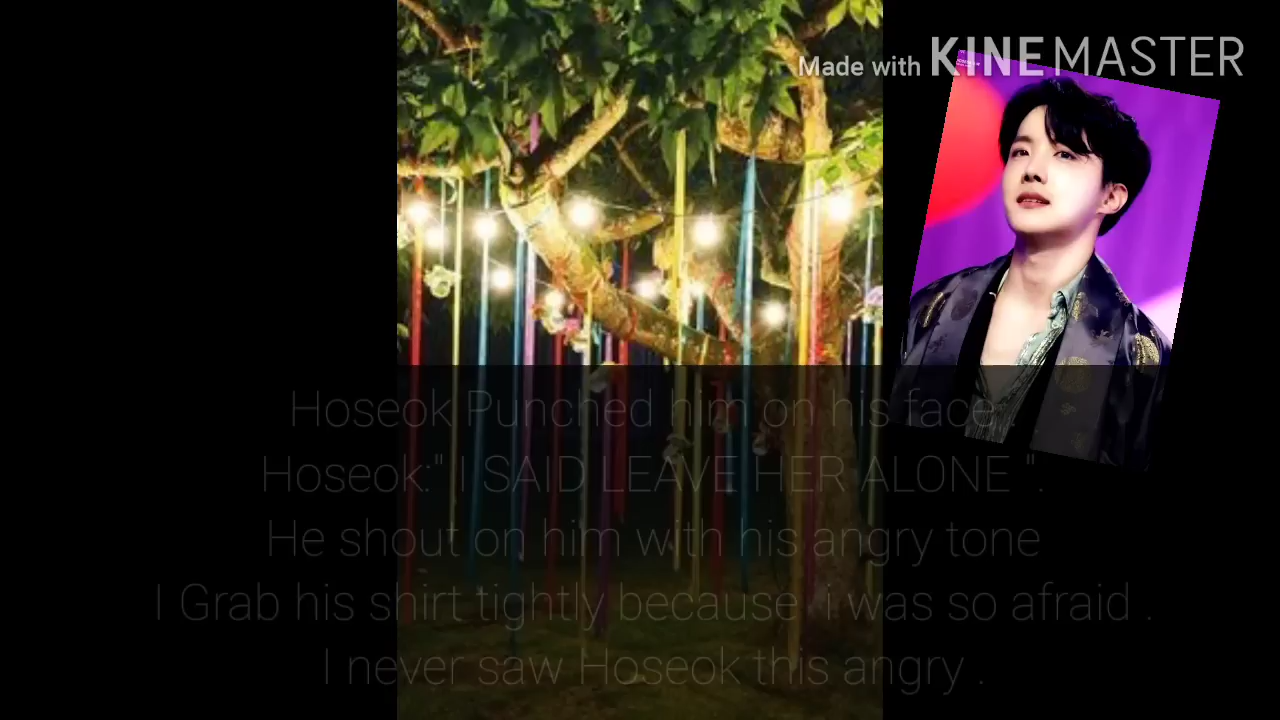 Made with KINEMASTER
Hoseok Punched him on his face .
Hoseok:" I SAID LEAVE HER ALONE ".
He shout on him with his angry tone
I Grab his shirt tightly because i was so afraid .
I never saw Hoseok this angry .